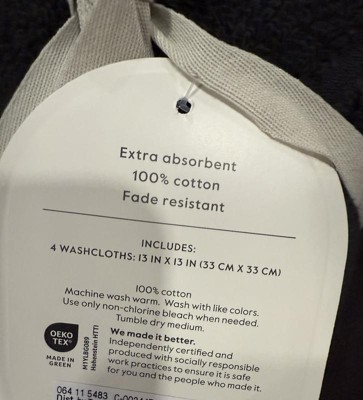 Extra absorbent
100% cotton
Fade resistant
INCLUDES:
4 WASHCLOTHS: 13 IN X 13 IN (33 CM X 33 CM)
100% cotton
Machine wash warm. Wash with like colors.
Use only non-chlorine bleach when needed.
Tumble dry medium.
OEKO
TEX®
MADE IN
GREEN
M1YL8G089
Hohenstein HTTI
We made it better.
Independently certified and
produced with socially responsible
work practices to ensure it is safe
for you and the people who made it.
064 11 5483